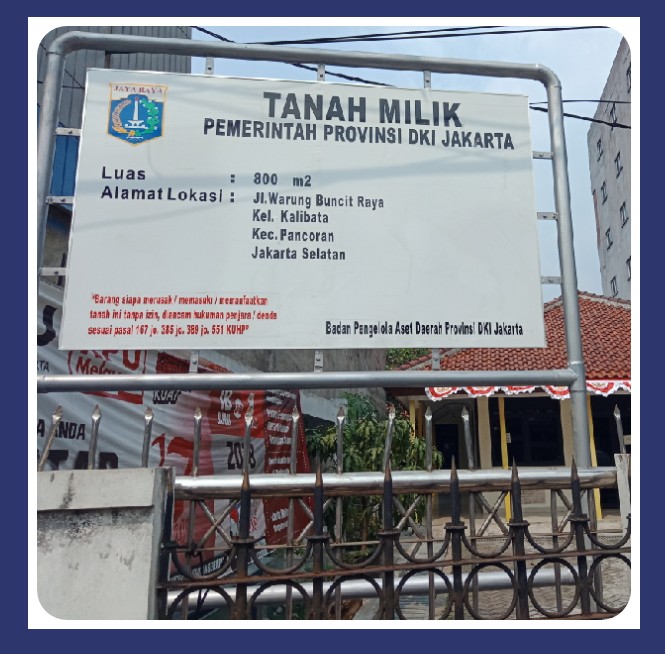 JAYA RAYA
TANAH MILIK
PEMERINTAH PROVINSI DKI JAKARTA
Luas : 800 m2
Alamat Lokasi : Jl.Warung Buncit Raya
Kel. Kalibata
Kec.Pancoran
Jakarta Selatan
"Barang siapa merusak / memasuki / memanfaatkan
tanah ini tanpa izin, diancam hukuman penjara / denda
sesuai pasal 167 jo. 385 jo. 389 jo. 551 KUHP"
Badan Pengelola Aset Daerah Provinsi DKI Jakarta